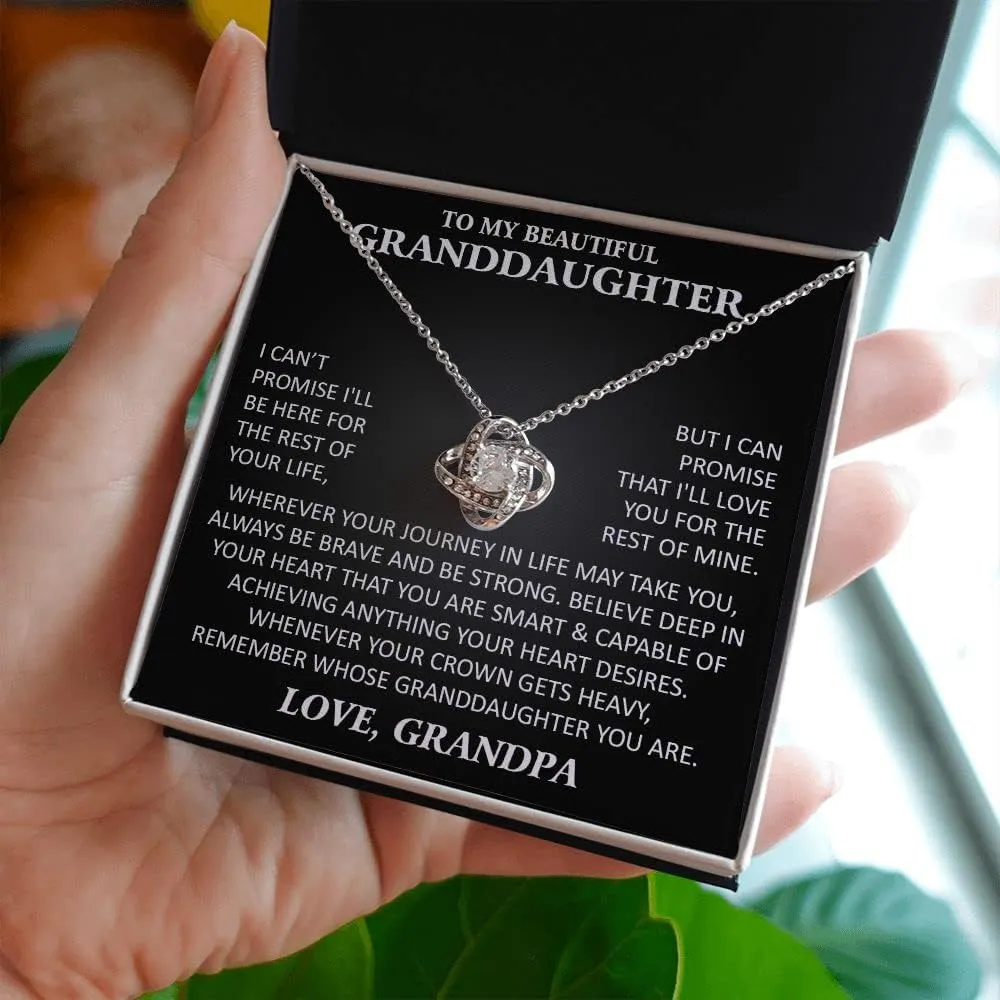 TO MY BEAUTIFUL
GRANDDAUGHTER
I CAN'T
PROMISE I'LL
BE HERE FOR
THE REST OF
YOUR LIFE,
BUT I CAN
PROMISE
THAT I'LL LOVE
YOU FOR THE
REST OF MINE.
WHEREVER YOUR JOURNEY IN LIFE MAY TAKE YOU,
ALWAYS BE BRAVE AND BE STRONG. BELIEVE DEEP IN
YOUR HEART THAT YOU ARE SMART & CAPABLE OF
ACHIEVING ANYTHING YOUR HEART DESIRES.
WHENEVER YOUR CROWN GETS HEAVY,
REMEMBER WHOSE GRANDDAUGHTER YOU ARE.
LOVE, GRANDPA